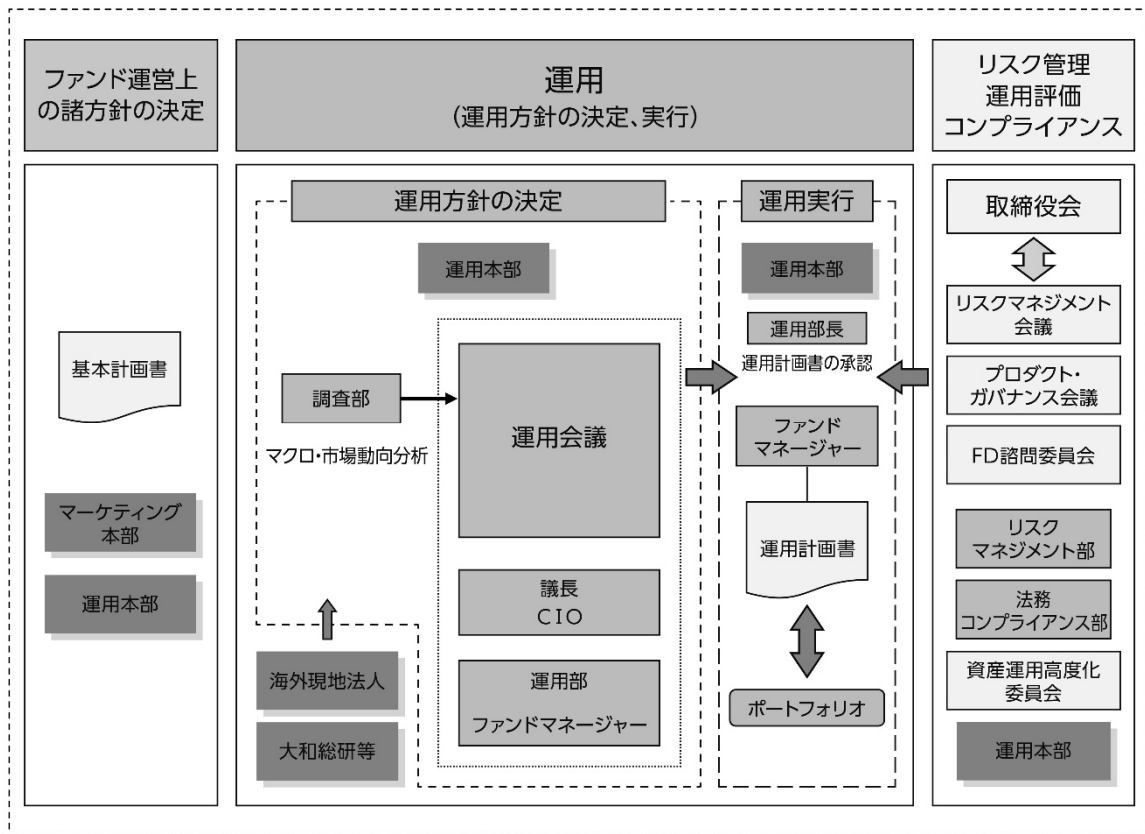 ファンド運営上
の諸方針の決定
運用
(運用方針の決定、実行)
リスク管理
運用評価
コンプライアンス
基本計画書
マーケティング
本部
運用本部
運用方針の決定
運用本部
調査部
マクロ・市場動向分析
運用会議
議長
CIO
運用部
ファンドマネージャー
海外現地法人
大和総研等
運用実行
運用本部
運用部長
運用計画書の承認
ファンド
マネージャー
運用計画書
ポートフォリオ
取締役会
リスクマネジメント
会議
プロダクト・
ガバナンス会議
FD諮問委員会
リスク
マネジメント部
法務
コンプライアンス部
資産運用高度化
委員会
運用本部